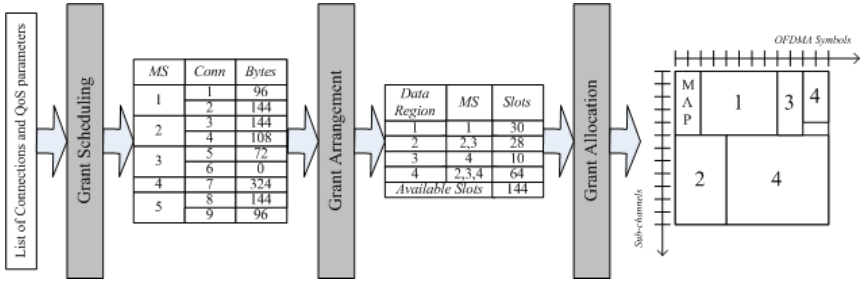 List of Connections and QoS parameters
Grant Scheduling
MS Conn Bytes
1 1 96
2 144
2 3 144
4 108
3 5 72
6 0
4 7 324
5 8 144
9 96
Grant Arrangement
Data Region MS Slots
1 1 30
2 2,3 28
3 4 10
4 2,3,4 64
Available Slots 144
Grant Allocation
OFDMA Symbols
Sub-channels
MAP
1
3
4
2
4